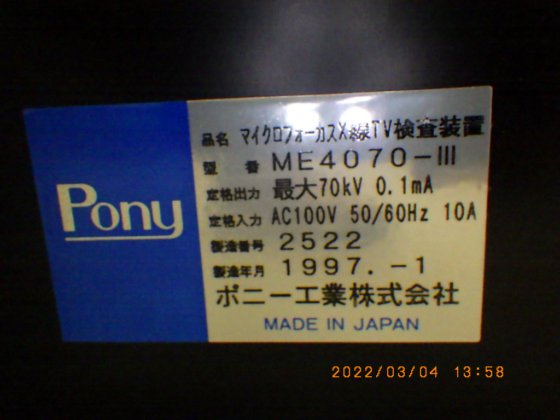 Pony
品名 マイクロフォーカスX線TV検査装置
型番 ME4070-III
定格出力 最大70kV 0.1mA
定格入力 AC100V 50/60Hz 10A
製造番号 2522
製造年月 1997.-1
ポニー工業株式会社
MADE IN JAPAN
2022/03/04 13:58